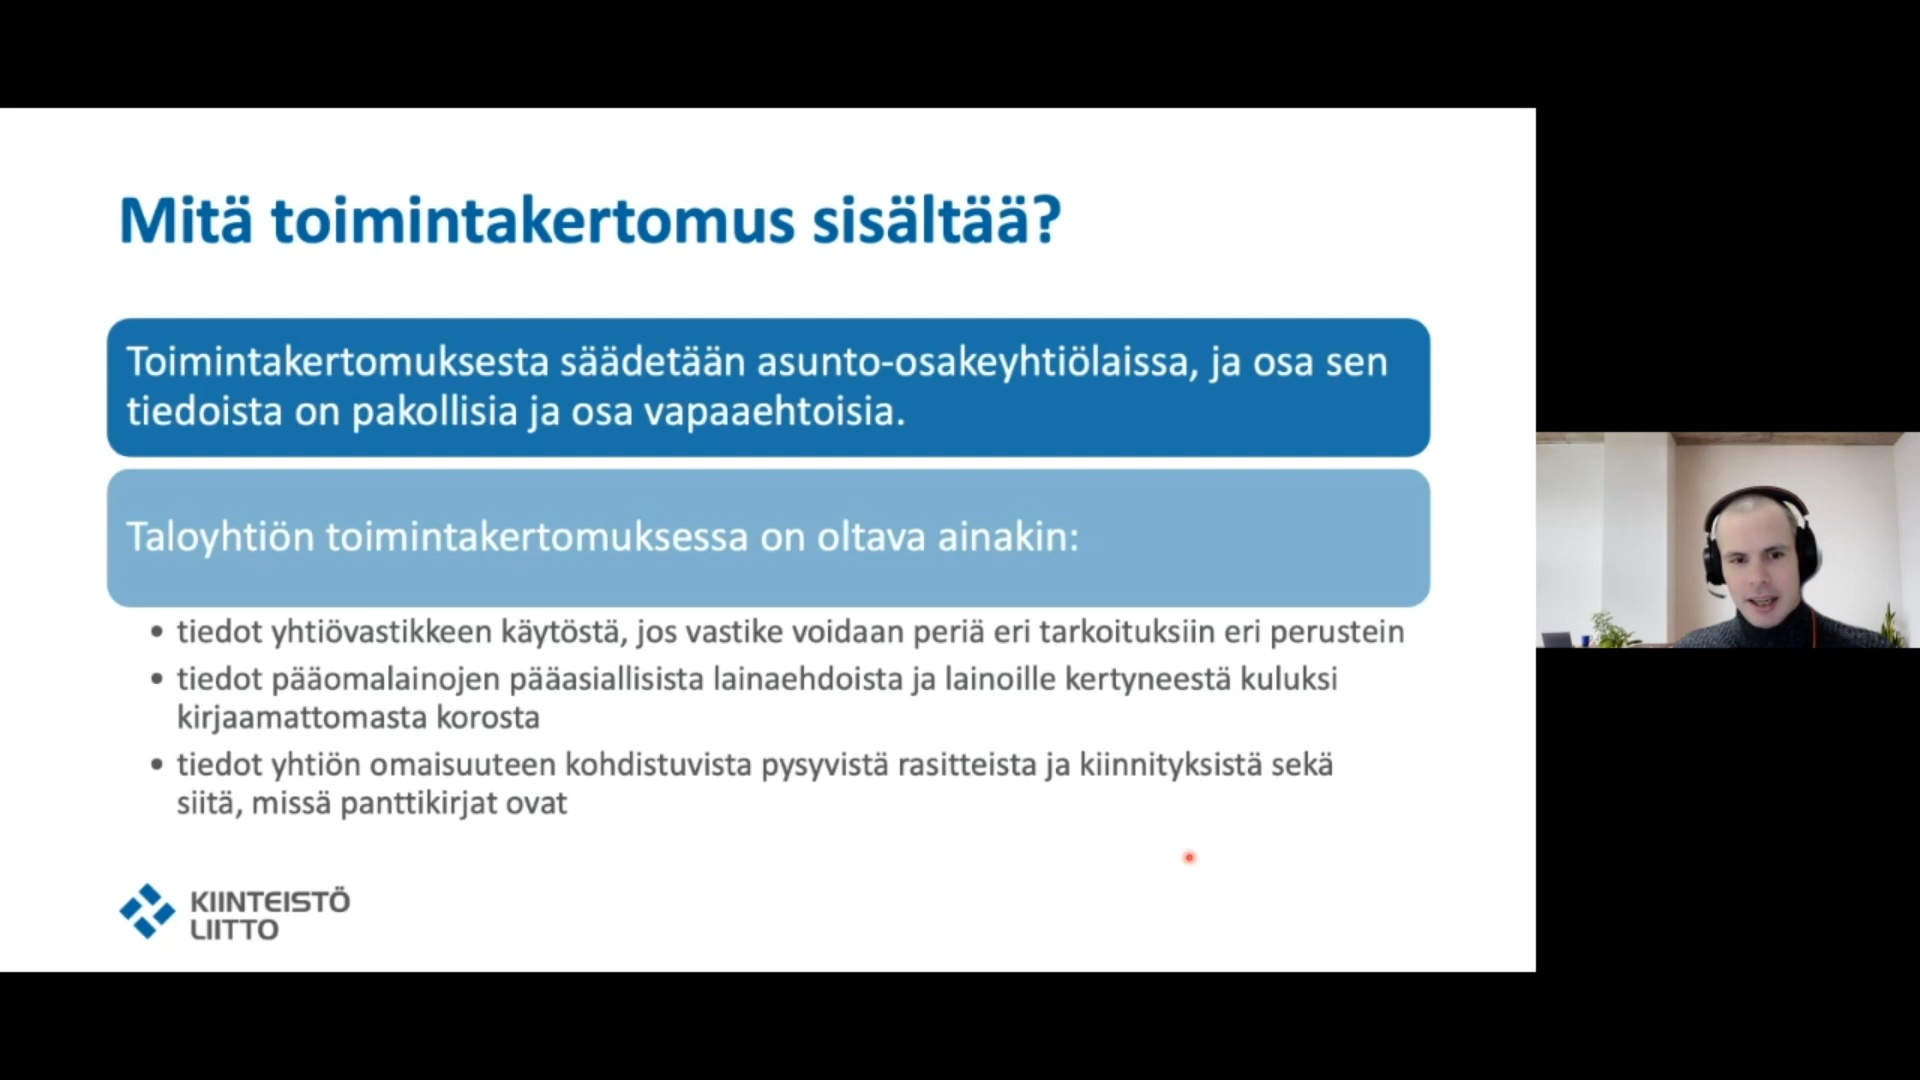 Mitä toimintakertomus sisältää?
Toimintakertomuksesta säädetään asunto-osakeyhtiölaissa, ja osa sen
tiedoista on pakollisia ja osa vapaaehtoisia.
Taloyhtiön toimintakertomuksessa on oltava ainakin:
• tiedot yhtiövastikkeen käytöstä, jos vastike voidaan periä eri tarkoituksiin eri perustein
• tiedot pääomalainojen pääasiallisista lainaehdoista ja lainoille kertyneestä kuluksi
kirjaamattomasta korosta
• tiedot yhtiön omaisuuteen kohdistuvista pysyvistä rasitteista ja kiinnityksistä sekä
siitä, missä panttikirjat ovat
KIINTEISTÖ
LIITTO